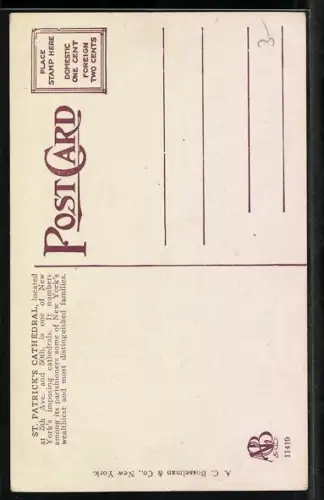 ST. PATRICK'S CATHEDRAL, located
at 5th Ave. and 50th, is one of New
York's imposing cathedrals. It numbers
among its parishioners some of New York's
wealthiest and most distinguished families.
POST CARD
PLACE
STAMP HERE
DOMESTIC
ONE CENT
FOREIGN
TWO CENTS
A. C. Bosselman & Co., New York.
11419